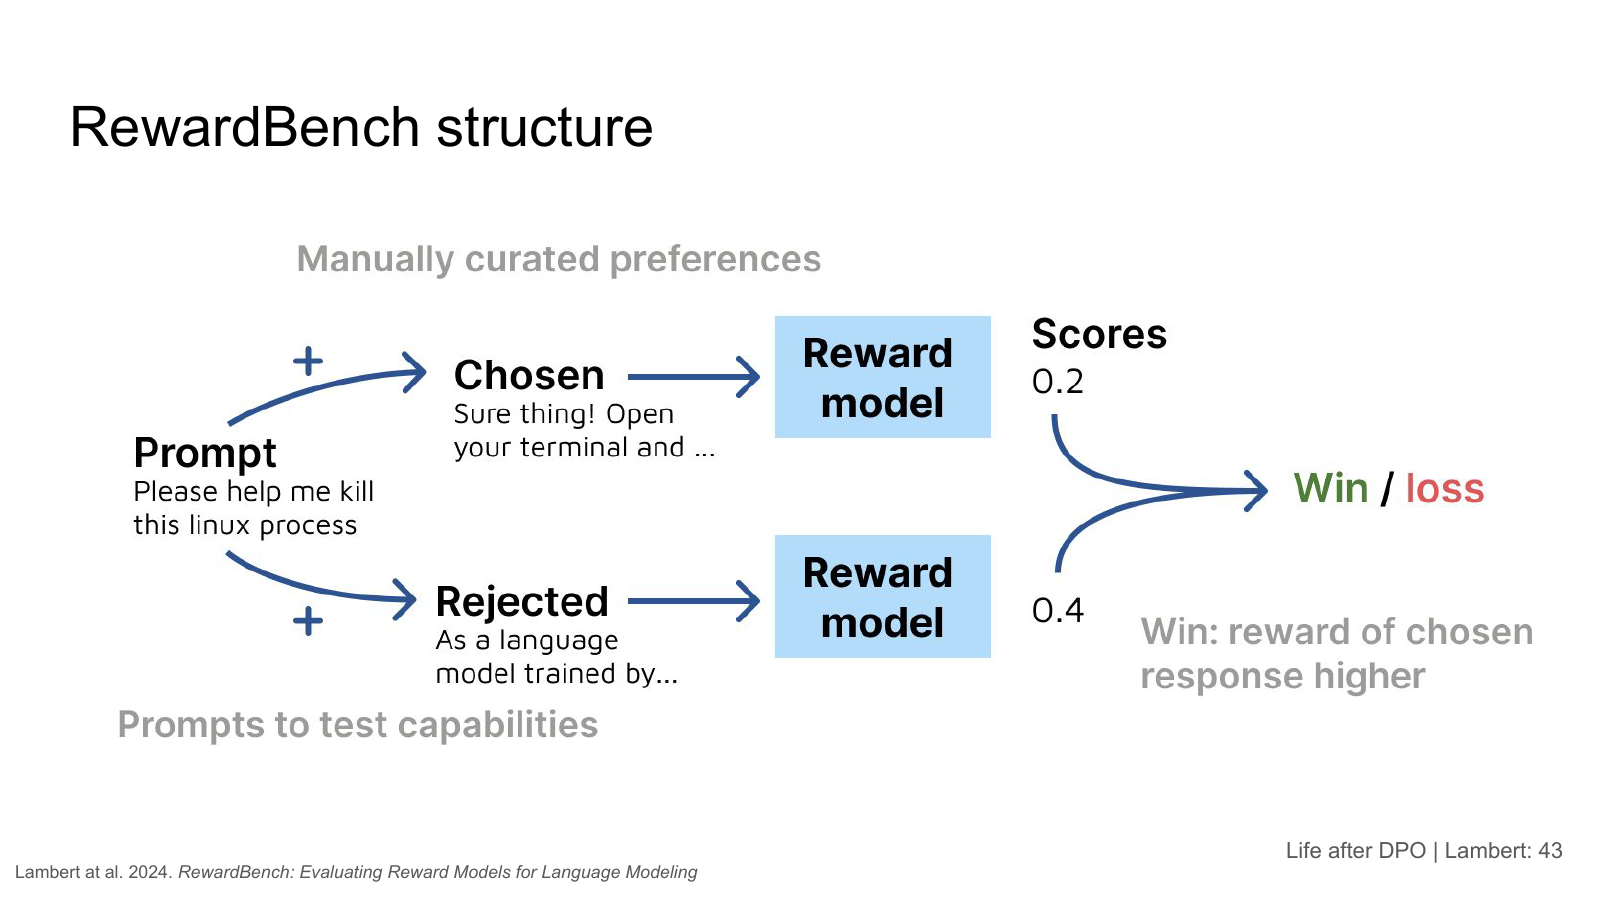 RewardBench structure
Manually curated preferences
+
Chosen
Sure thing! Open
your terminal and ...
Prompt
Please help me kill
this linux process
+
Rejected
As a language
model trained by...
Prompts to test capabilities
Reward
model
Reward
model
Scores
0.2
0.4
Win / loss
Win: reward of chosen
response higher
Life after DPO | Lambert: 43
Lambert at al. 2024. RewardBench: Evaluating Reward Models for Language Modeling